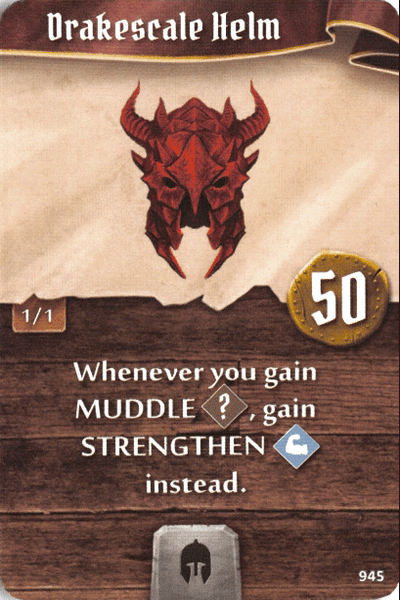 Drakescale Helm
1/1
50
Whenever you gain
MUDDLE ?, gain
STRENGTHEN
instead.
945